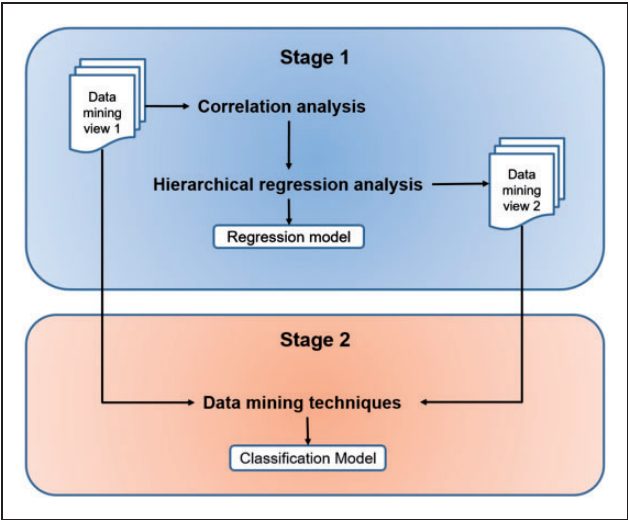 Stage 1
Data
mining
view 1
Correlation analysis
Hierarchical regression analysis
Data
mining
view 2
Regression model
Stage 2
Data mining techniques
Classification Model